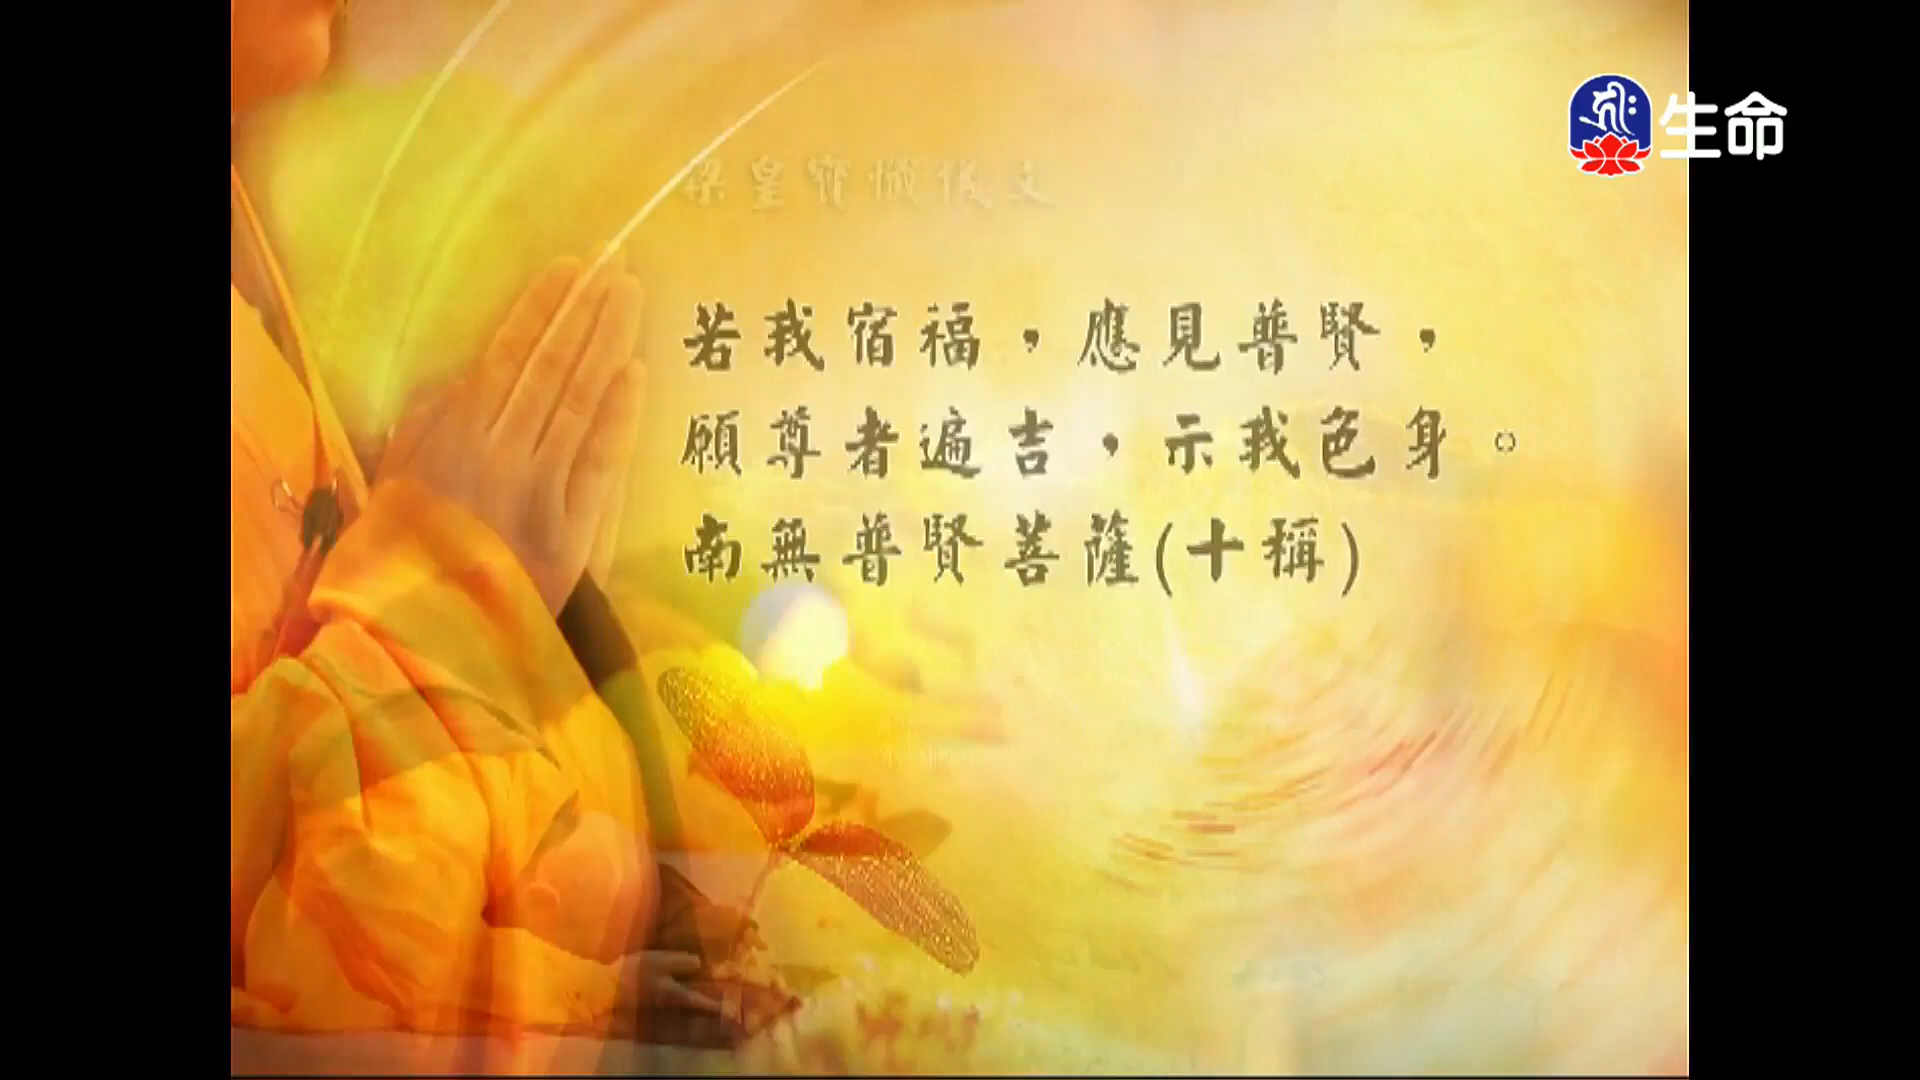 生命
梁皇寶懺儀文
若我宿福，應見普賢，
願尊者遍吉，示我色身。
南無普賢菩薩(十稱)